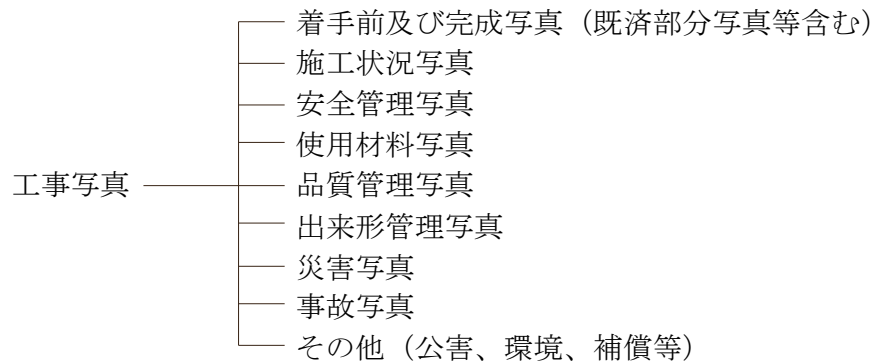 着手前及び完成写真（既済部分写真等含む）
施工状況写真
安全管理写真
使用材料写真
工事写真
品質管理写真
出来形管理写真
災害写真
事故写真
その他（公害、環境、補償等）